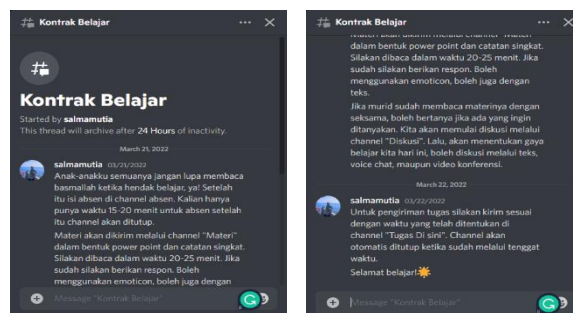 Kontrak Belajar
Kontrak Belajar
Started by salmamutia
This thread will archive after 24 Hours of inactivity.
March 21, 2022
salmamutia 03/21/2022
Anak-anakku semuanya jangan lupa membaca
basmallah ketika hendak belajar, ya! Setelah
itu isi absen di channel absen. Kalian hanya
punya waktu 15-20 menit untuk absen setelah
itu channel akan ditutup.
Materi akan dikirim melalui channel "Materi"
dalam bentuk power point dan catatan singkat.
Silakan dibaca dalam waktu 20-25 menit. Jika
sudah silakan berikan respon. Boleh
menggunakan emoticon, boleh juga dengan
Message "Kontrak Belajar"
Kontrak Belajar
Materi akan dikirim melalui channel "Materi"
dalam bentuk power point dan catatan singkat.
Silakan dibaca dalam waktu 20-25 menit. Jika
sudah silakan berikan respon. Boleh
menggunakan emoticon, boleh juga dengan
teks.
Jika murid sudah membaca materinya dengan
seksama, boleh bertanya jika ada yang ingin
ditanyakan. Kita akan memulai diskusi melalui
channel "Diskusi". Lalu, akan menentukan gaya
belajar kita hari ini, boleh diskusi melalui teks,
voice chat, maupun video konferensi.
March 22, 2022
salmamutia 03/22/2022
Untuk pengiriman tugas silakan kirim sesuai
dengan waktu yang telah ditentukan di
channel "Tugas Di sini". Channel akan
otomatis ditutup ketika sudah melalui tenggat
waktu.
Selamat belajar!
Message "Kontrak Belajar"